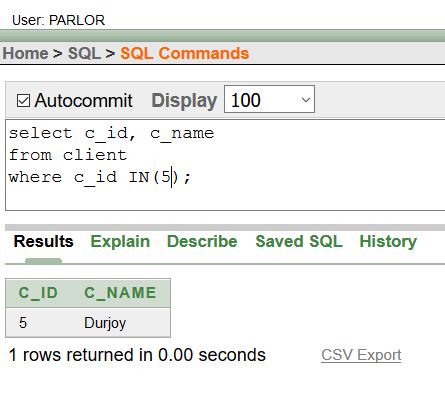 User: PARLOR
Home > SQL > SQL Commands
Autocommit Display 100
select c_id, c_name
from client
where c_id IN(5);
Results Explain Describe Saved SQL History
C_ID C_NAME
5 Durjoy
1 rows returned in 0.00 seconds CSV Export